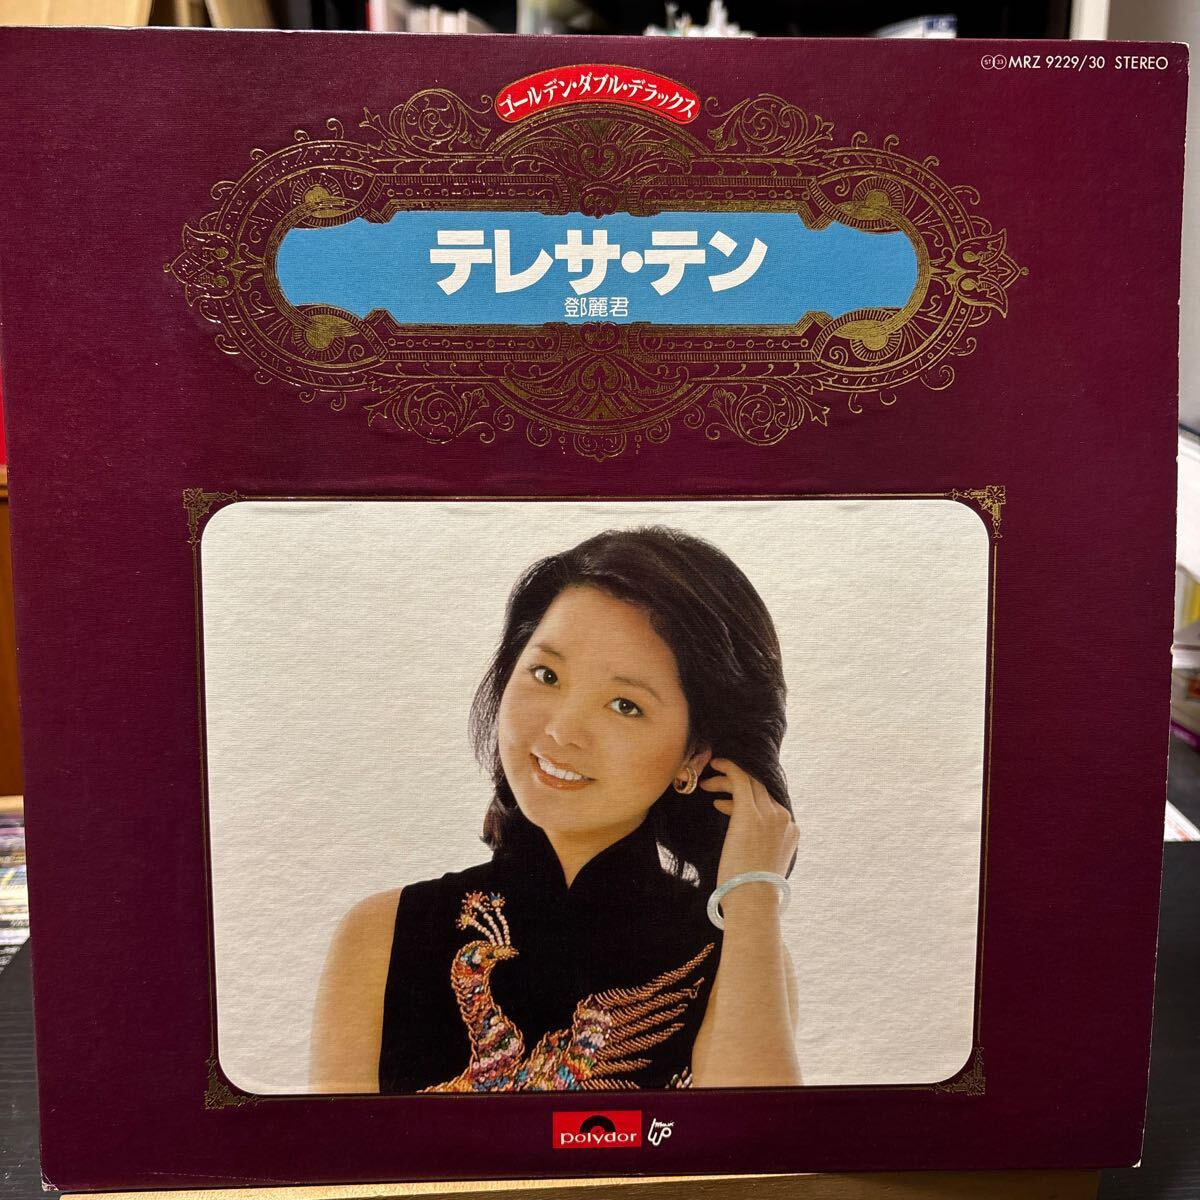 ST 33 MRZ 9229/30 STEREO
ゴールデン・ダブル・デラックス
テレサ・テン
鄧麗君
polydor